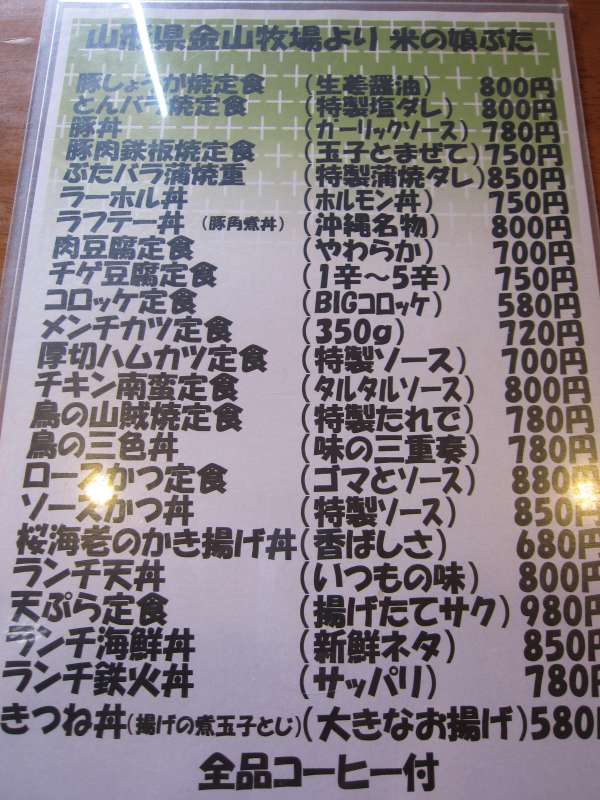 山形県金山牧場より 米の娘ぶた
豚しょうが焼定食 (生姜醤油) 800円
とんバラ焼定食 (特製塩ダレ) 800円
豚丼 (ガーリックソース) 780円
豚肉鉄板焼定食 (玉子とまぜて) 750円
ぶたバラ蒲焼重 (特製蒲焼ダレ) 850円
ラーホル丼 (ホルモン丼) 750円
ラフテー丼 (豚角煮丼) (沖縄名物) 800円
肉豆腐定食 (やわらか) 700円
チゲ豆腐定食 (1辛〜5辛) 750円
コロッケ定食 (BIGコロッケ) 580円
メンチカツ定食 (350g) 720円
厚切ハムカツ定食 (特製ソース) 700円
チキン南蛮定食 (タルタルソース) 800円
鳥の山賊焼定食 (特製たれで) 780円
鳥の三色丼 (味の三重奏) 780円
ロースかつ定食 (ゴマとソース) 880円
ソースかつ丼 (特製ソース) 850円
桜海老のかき揚げ丼 (香ばしさ) 680円
ランチ天丼 (いつもの味) 800円
天ぷら定食 (揚げたてサク) 980円
ランチ海鮮丼 (新鮮ネタ) 850円
ランチ鉄火丼 (サッパリ) 780円
きつね丼(揚げの煮玉子とじ) (大きなお揚げ) 580円
全品コーヒー付